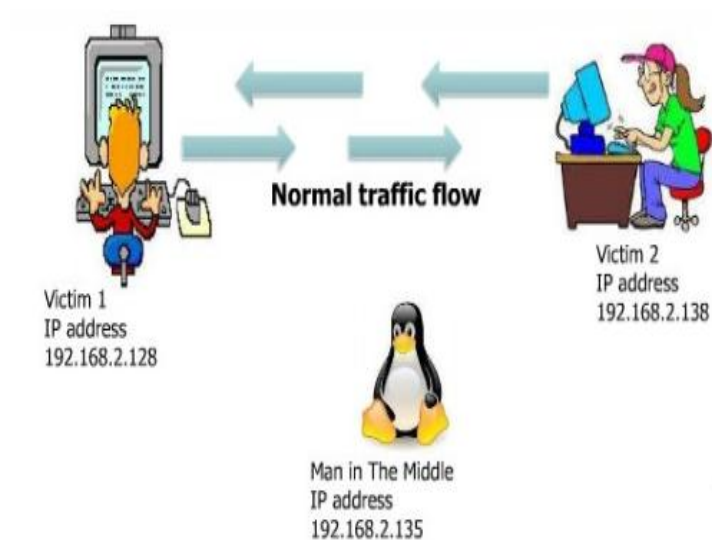 Normal traffic flow
Victim 1
IP address
192.168.2.128
Victim 2
IP address
192.168.2.138
Man in The Middle
IP address
192.168.2.135